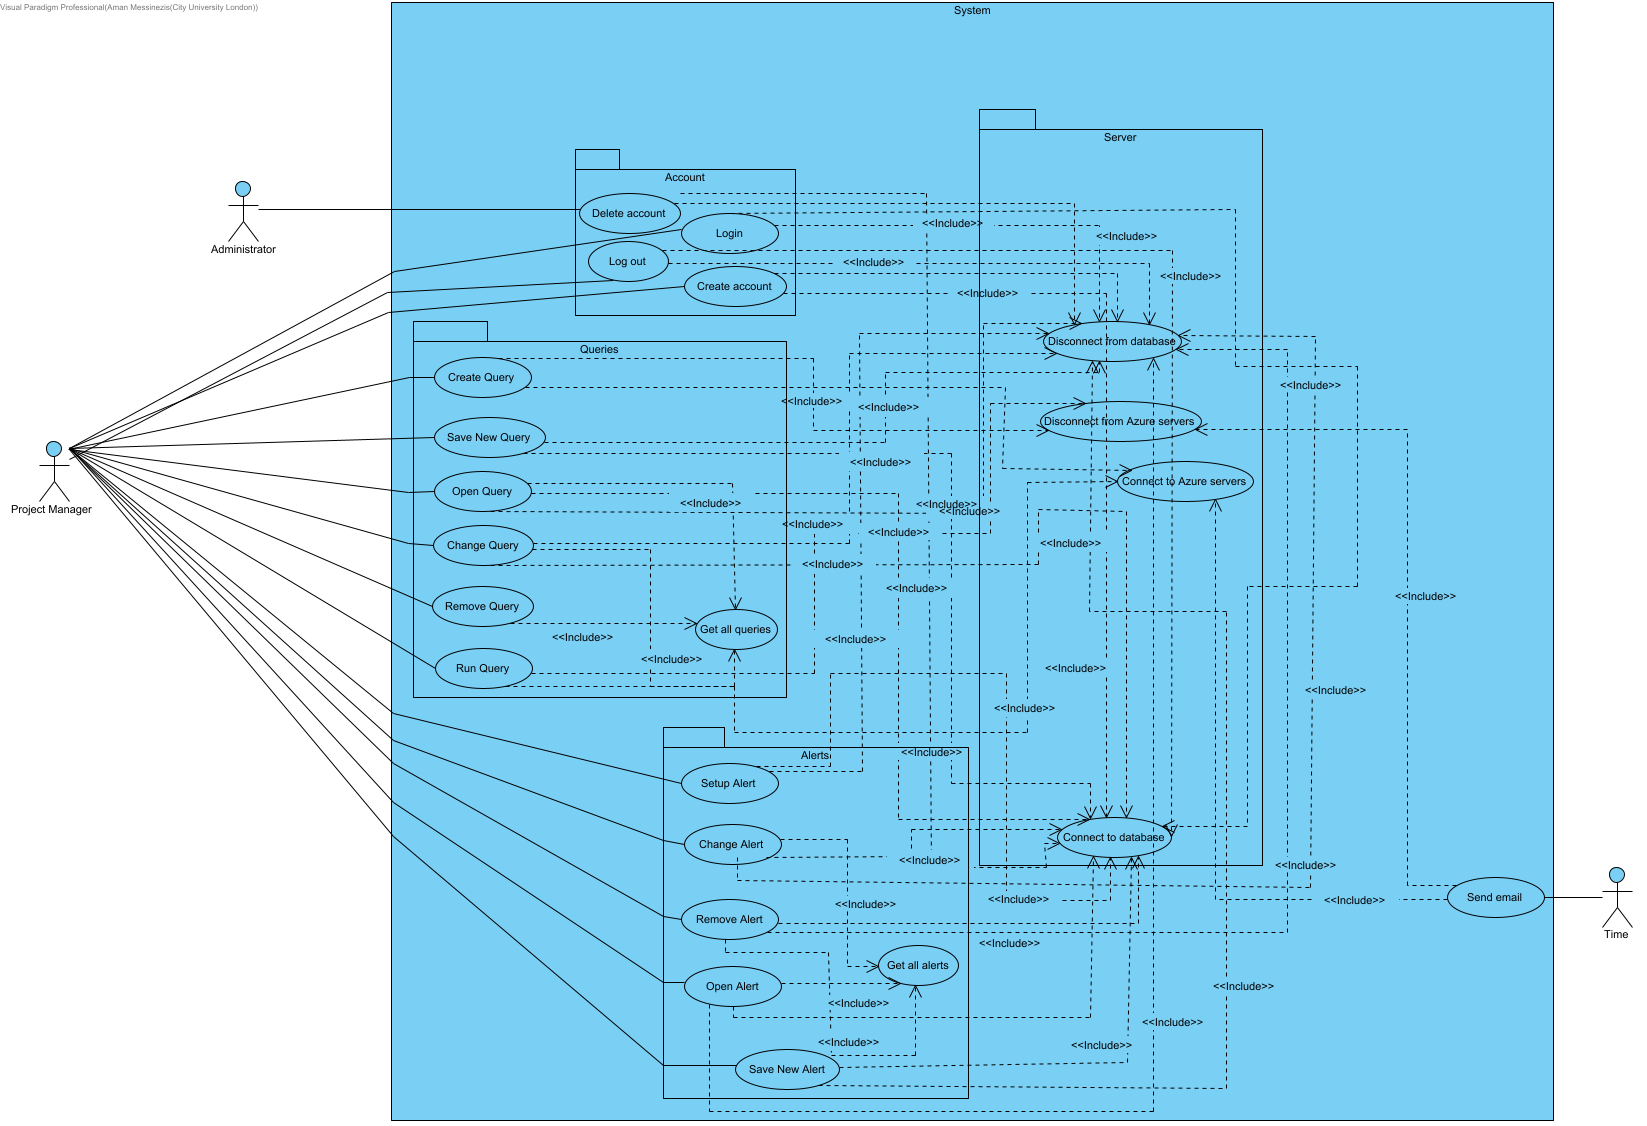 Visual Paradigm Professional(Aman Messinezis(City University London))
System
Server
Account
Delete account
Login
<<Include>>
<<Include>>
Administrator
Log out
<<Include>>
<<Include>>
Create account
<<Include>>
Queries
Disconnect from database
Create Query
<<Include>>
<<Include>>
<<Include>>
Disconnect from Azure servers
Save New Query
<<Include>>
Connect to Azure servers
Open Query
<<Include>>
<<Include>>
<<Include>>
Project Manager
<<Include>>
<<Include>>
Change Query
<<Include>>
<<Include>>
<<Include>>
<<Include>>
Remove Query
Get all queries
<<Include>>
<<Include>>
<<Include>>
Run Query
<<Include>>
<<Include>>
<<Include>>
Alerts
<<Include>>
Setup Alert
Change Alert
Connect to database
<<Include>>
<<Include>>
<<Include>>
<<Include>>
<<Include>>
Send email
Remove Alert
Time
<<Include>>
Get all alerts
Open Alert
<<Include>>
<<Include>>
<<Include>>
<<Include>>
<<Include>>
Save New Alert